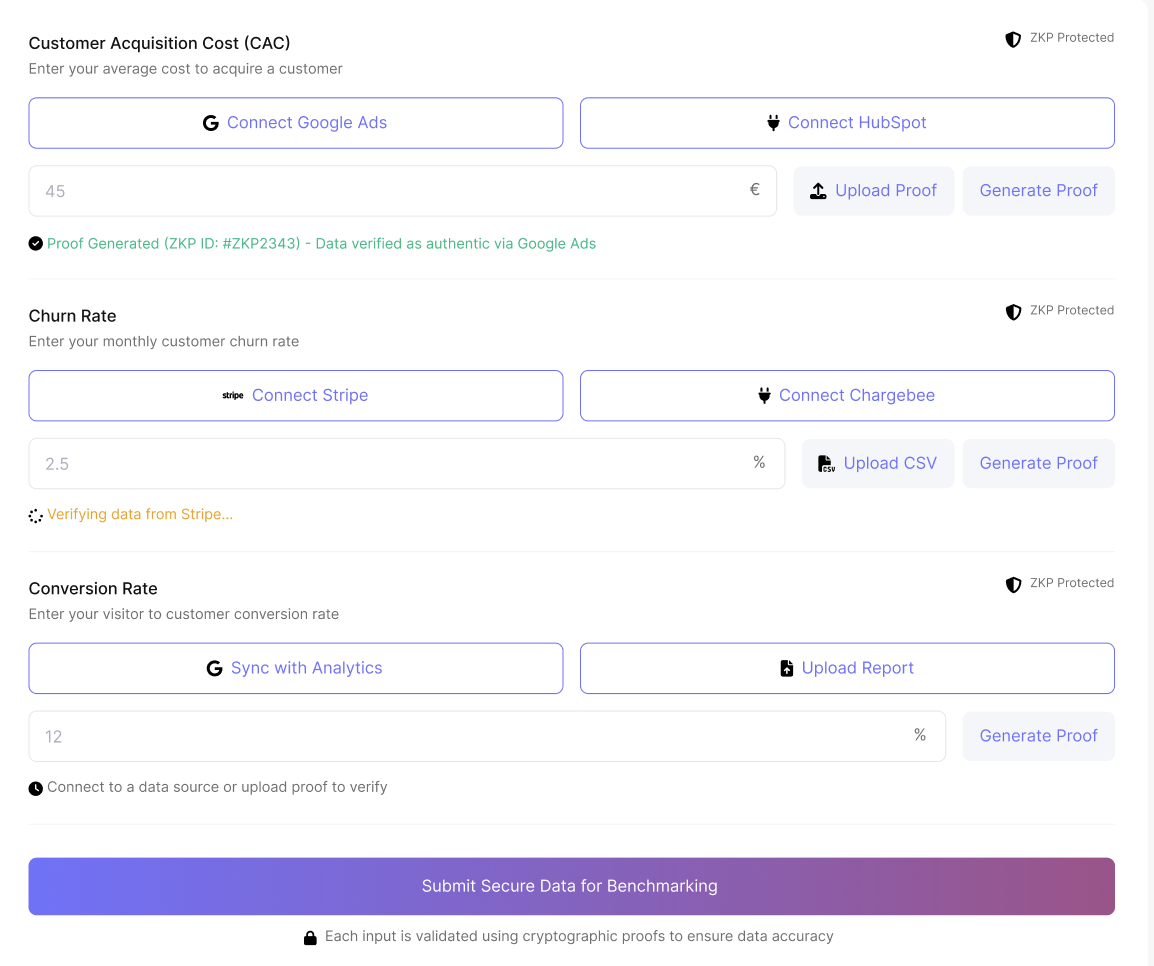 Customer Acquisition Cost (CAC)
ZKP Protected
Enter your average cost to acquire a customer
Connect Google Ads
Connect HubSpot
45
€
Upload Proof
Generate Proof
Proof Generated (ZKP ID: #ZKP2343) - Data verified as authentic via Google Ads
Churn Rate
ZKP Protected
Enter your monthly customer churn rate
stripe Connect Stripe
Connect Chargebee
2.5
%
CSV Upload CSV
Generate Proof
Verifying data from Stripe...
Conversion Rate
ZKP Protected
Enter your visitor to customer conversion rate
G Sync with Analytics
Upload Report
12
%
Generate Proof
Connect to a data source or upload proof to verify
Submit Secure Data for Benchmarking
Each input is validated using cryptographic proofs to ensure data accuracy